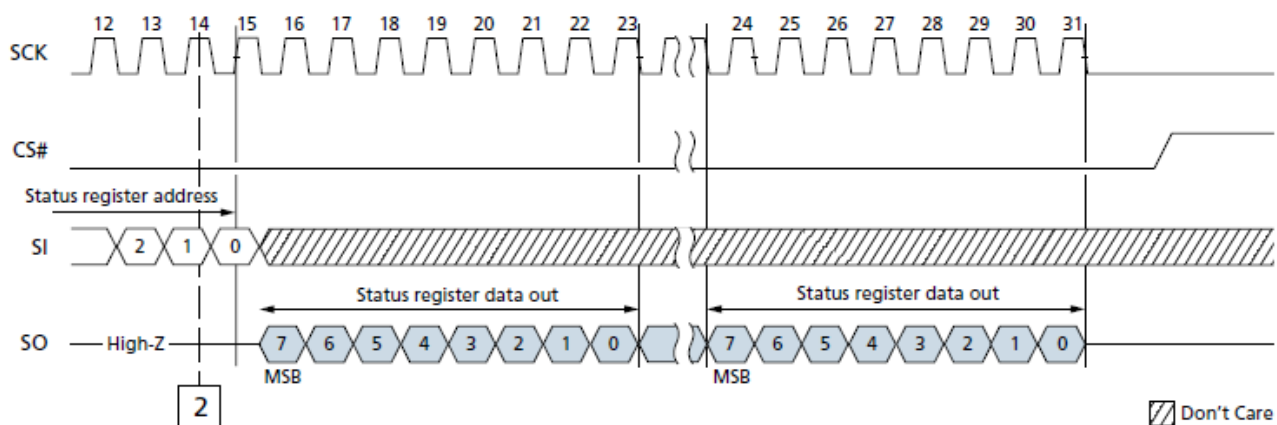 12 13 14 15 16 17 18 19 20 21 22 23 24 25 26 27 28 29 30 31
SCK
CS#
Status register address
SI 2 1 0
Status register data out Status register data out
SO High-Z 7 6 5 4 3 2 1 0 7 6 5 4 3 2 1 0
MSB MSB
2
Don't Care